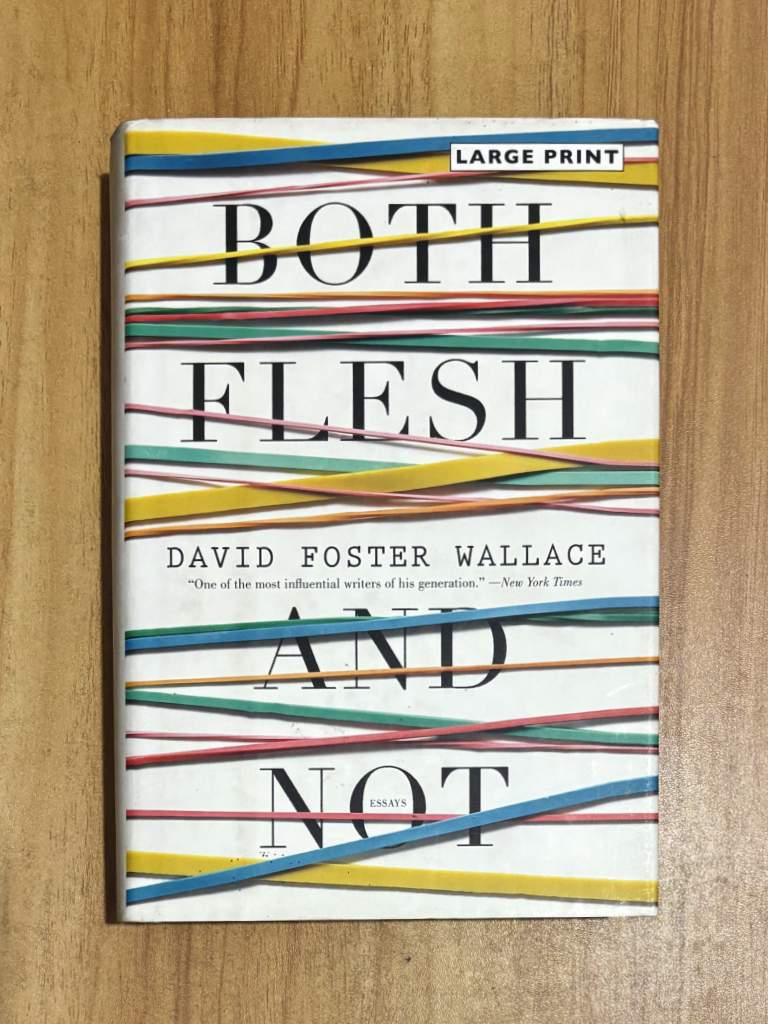 LARGE PRINT
BOTH
FLESH
DAVID FOSTER WALLACE
“One of the most influential writers of his generation.” —New York Times
AND
NOT
ESSAYS